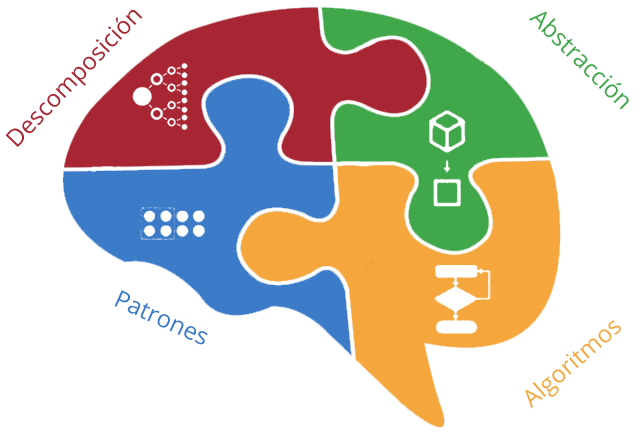 Descomposición
Abstracción
Patrones
Algoritmos